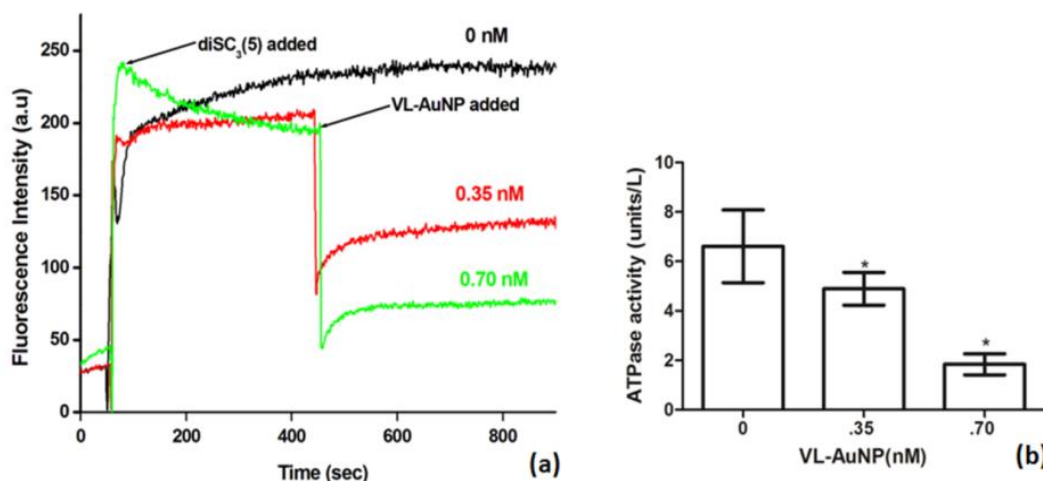 Fluorescence Intensity (a.u)
250
200
150
100
50
0
diSC₃(5) added
0 nM
VL-AuNP added
0.35 nM
0.70 nM
0 200 400 600 800
Time (sec)
(a)
ATPase activity (units/L)
10
8
6
4
2
0
*
*
0 .35 .70
VL-AuNP(nM)
(b)